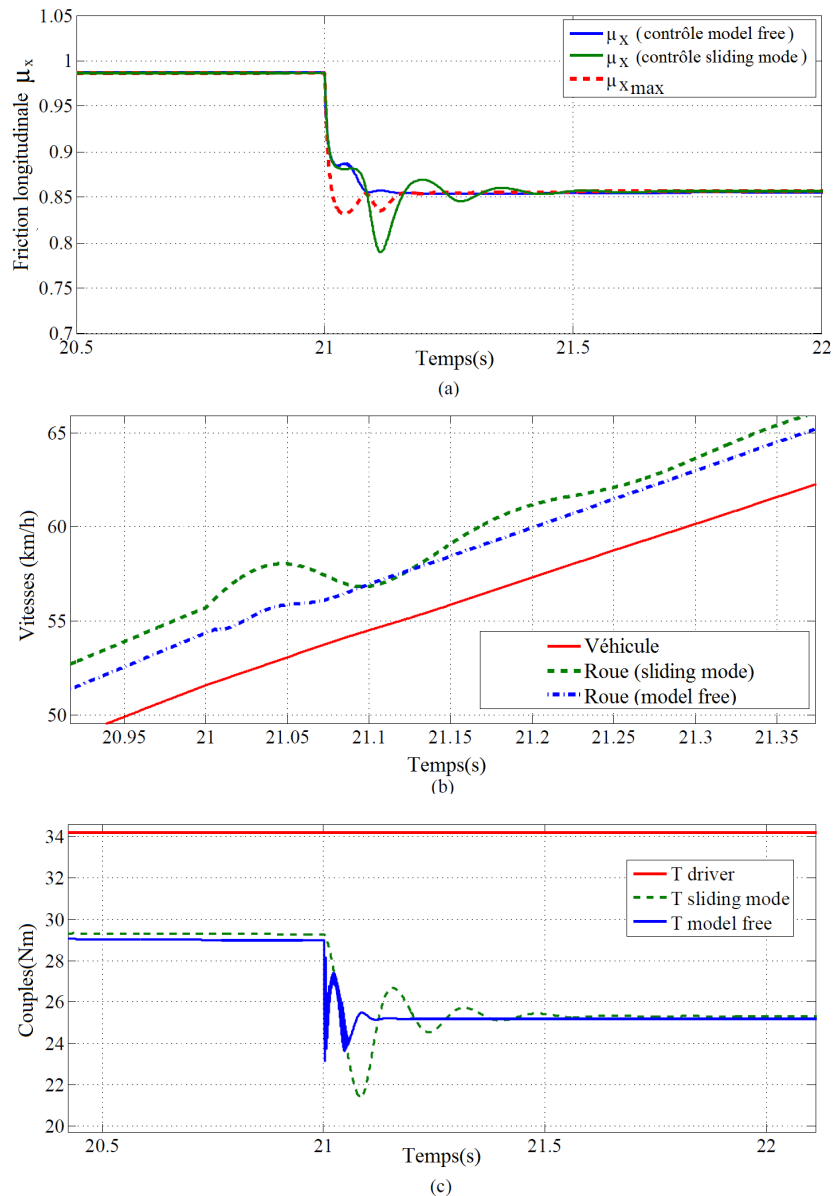 μx (contrôle model free)
μx (contrôle sliding mode)
μxmax
Friction longitudinale μx
1
0.95
0.9
0.85
0.8
0.75
0.7
20.5
21
21.5
22
Temps(s)
(a)
Vitesses (km/h)
65
60
55
50
Véhicule
Roue (sliding mode)
Roue (model free)
20.95
21
21.05
21.1
21.15
21.2
21.25
21.3
21.35
Temps(s)
(b)
Couples(Nm)
34
32
30
28
26
24
22
20
T driver
T sliding mode
T model free
20.5
21
21.5
22
Temps(s)
(c)